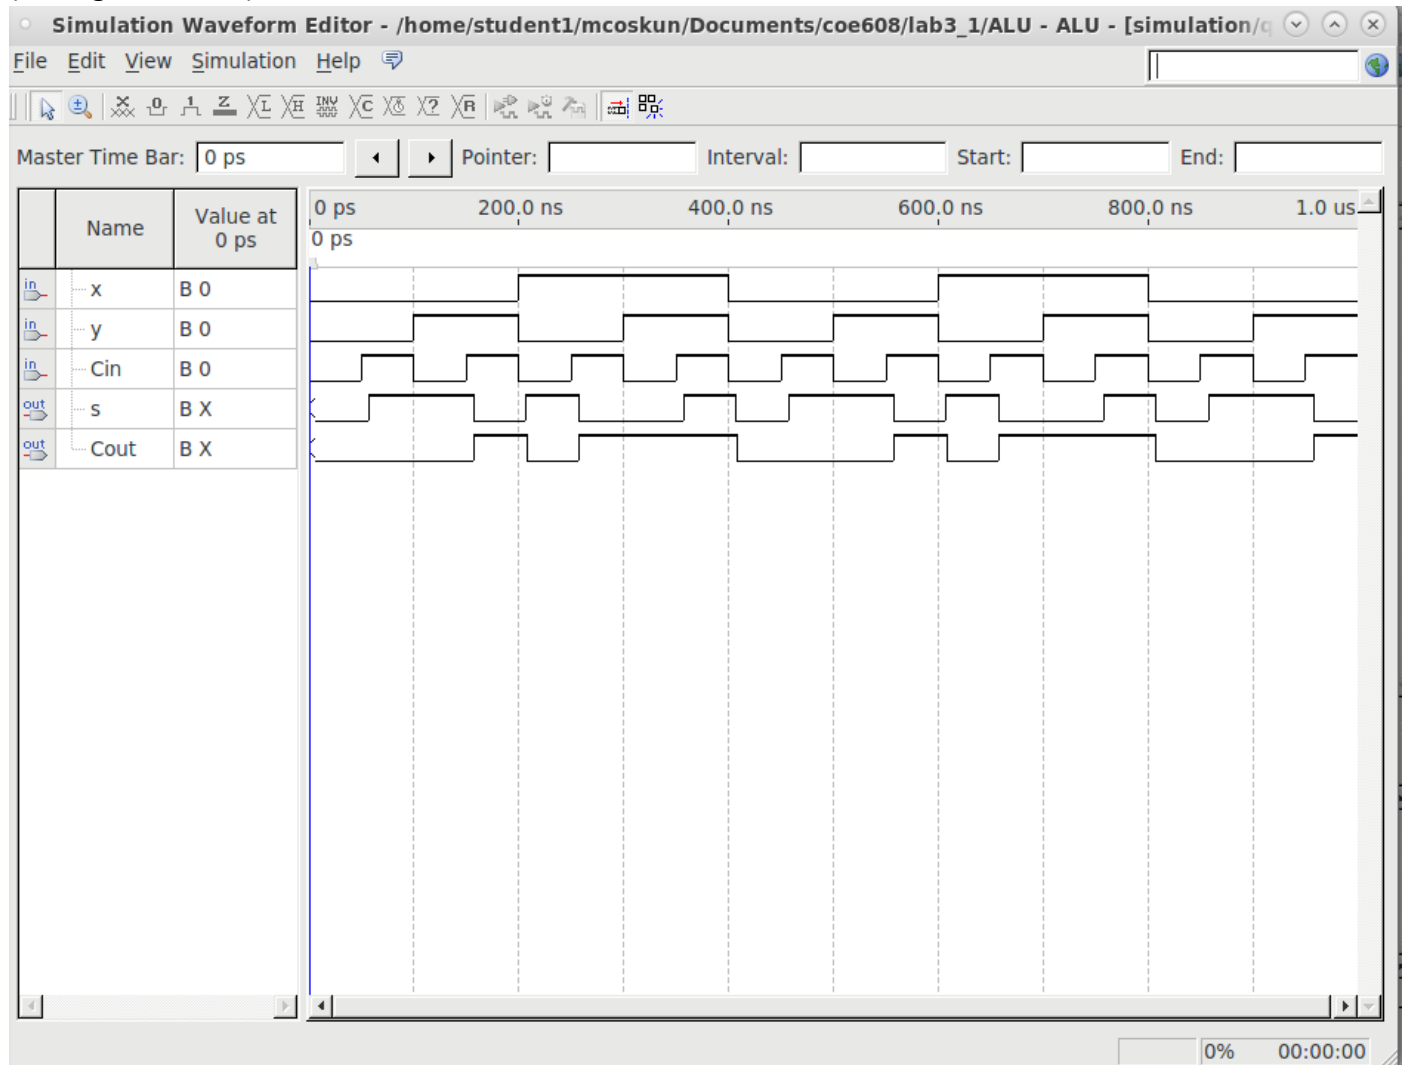 Simulation Waveform Editor - /home/student1/mcoskun/Documents/coe608/lab3_1/ALU - ALU - [simulation/q
File Edit View Simulation Help
Master Time Bar: 0 ps Pointer: Interval: Start: End:
Name Value at 0 ps
0 ps 200.0 ns 400.0 ns 600.0 ns 800.0 ns 1.0 us
0 ps
in x B 0
in y B 0
in Cin B 0
out s B X
out Cout B X
0% 00:00:00